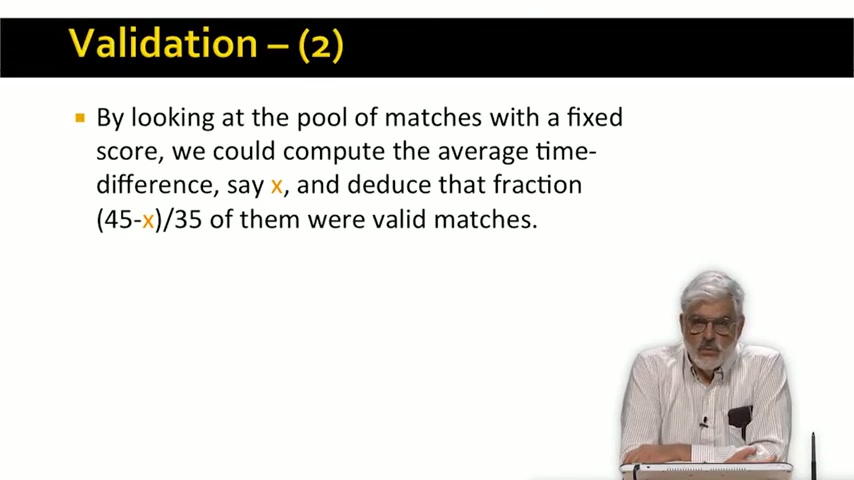 Validation – (2)
By looking at the pool of matches with a fixed
score, we could compute the average time-
difference, say x, and deduce that fraction
(45-x)/35 of them were valid matches.